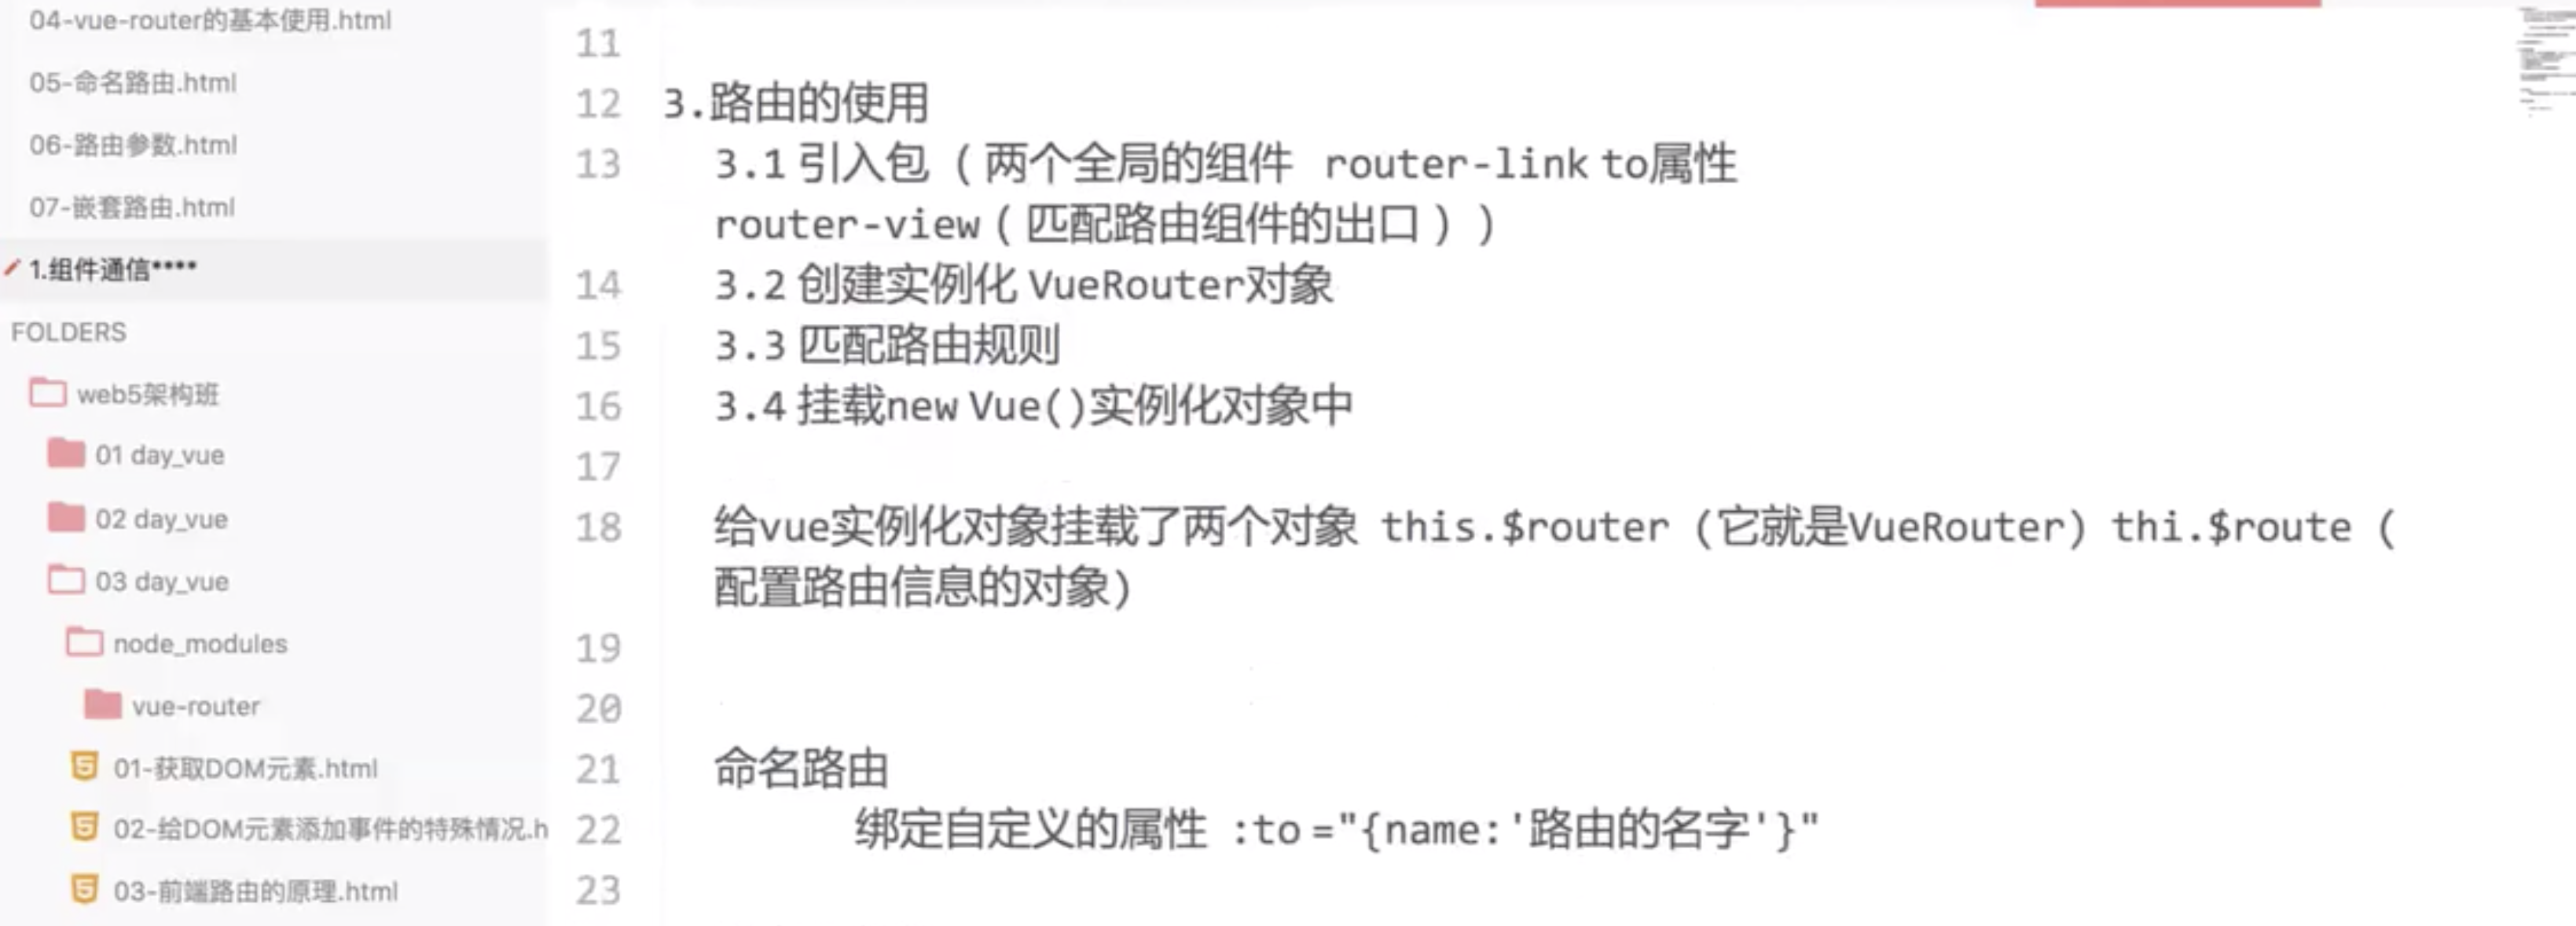 04-vue-router的基本使用.html
05-命名路由.html
06-路由参数.html
07-嵌套路由.html
1.组件通信****
FOLDERS
web5架构班
01 day_vue
02 day_vue
03 day_vue
node_modules
vue-router
01-获取DOM元素.html
02-给DOM元素添加事件的特殊情况.h
03-前端路由的原理.html
11
12 3.路由的使用
13 3.1 引入包 ( 两个全局的组件 router-link to属性
router-view ( 匹配路由组件的出口 ) )
14 3.2 创建实例化 VueRouter对象
15 3.3 匹配路由规则
16 3.4 挂载new Vue()实例化对象中
17
18 给vue实例化对象挂载了两个对象 this.$router (它就是VueRouter) thi.$route (
配置路由信息的对象)
19
20
21 命名路由
22 绑定自定义的属性 :to ="{name:'路由的名字'}"
23